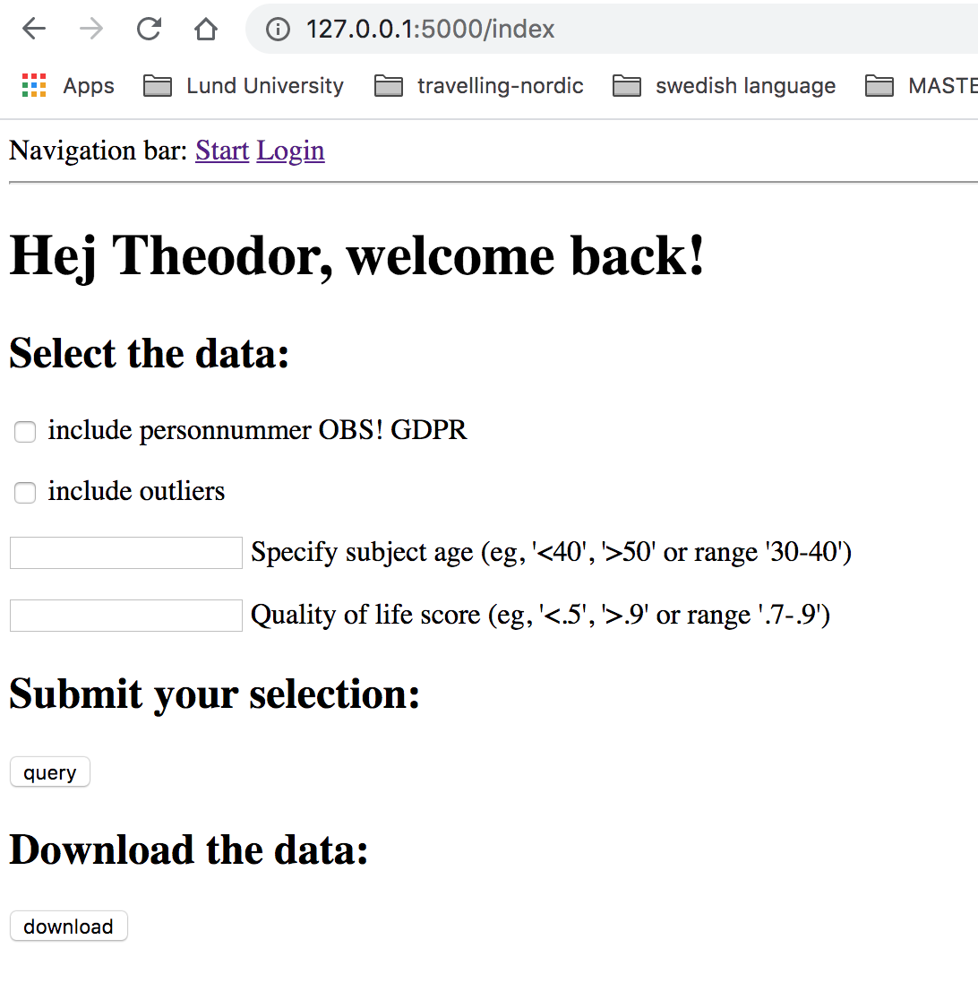 127.0.0.1:5000/index
Apps Lund University travelling-nordic swedish language MASTE
Navigation bar: Start Login
Hej Theodor, welcome back!
Select the data:
include personnummer OBS! GDPR
include outliers
Specify subject age (eg, '<40', '>50' or range '30-40')
Quality of life score (eg, '<.5', '>.9' or range '.7-.9')
Submit your selection:
query
Download the data:
download